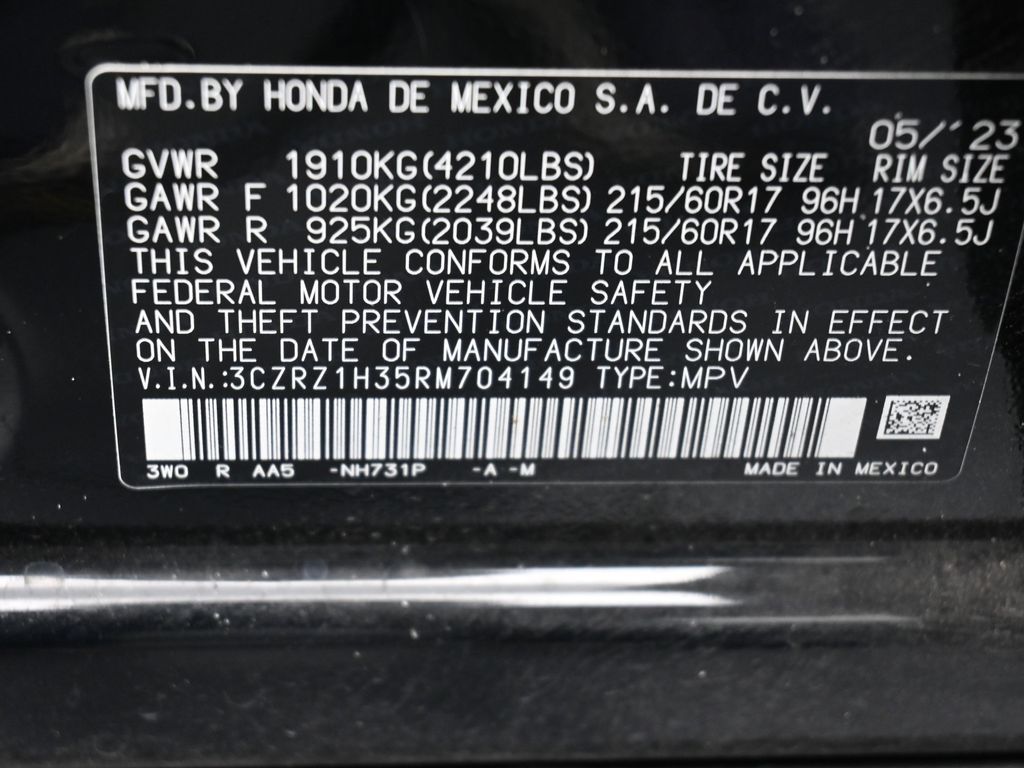 MFD.BY HONDA DE MEXICO S.A. DE C.V.
05/ 23
GVWR 1910KG(4210LBS) TIRE SIZE RIM SIZE
GAWR F 1020KG(2248LBS) 215/60R17 96H 17X6.5J
GAWR R 925KG(2039LBS) 215/60R17 96H 17X6.5J
THIS VEHICLE CONFORMS TO ALL APPLICABLE
FEDERAL MOTOR VEHICLE SAFETY
AND THEFT PREVENTION STANDARDS IN EFFECT
ON THE DATE OF MANUFACTURE SHOWN ABOVE.
V.I.N.:3CZRZ1H35RM704149 TYPE:MPV
3W0 R AA5 -NH731P -A -M MADE IN MEXICO